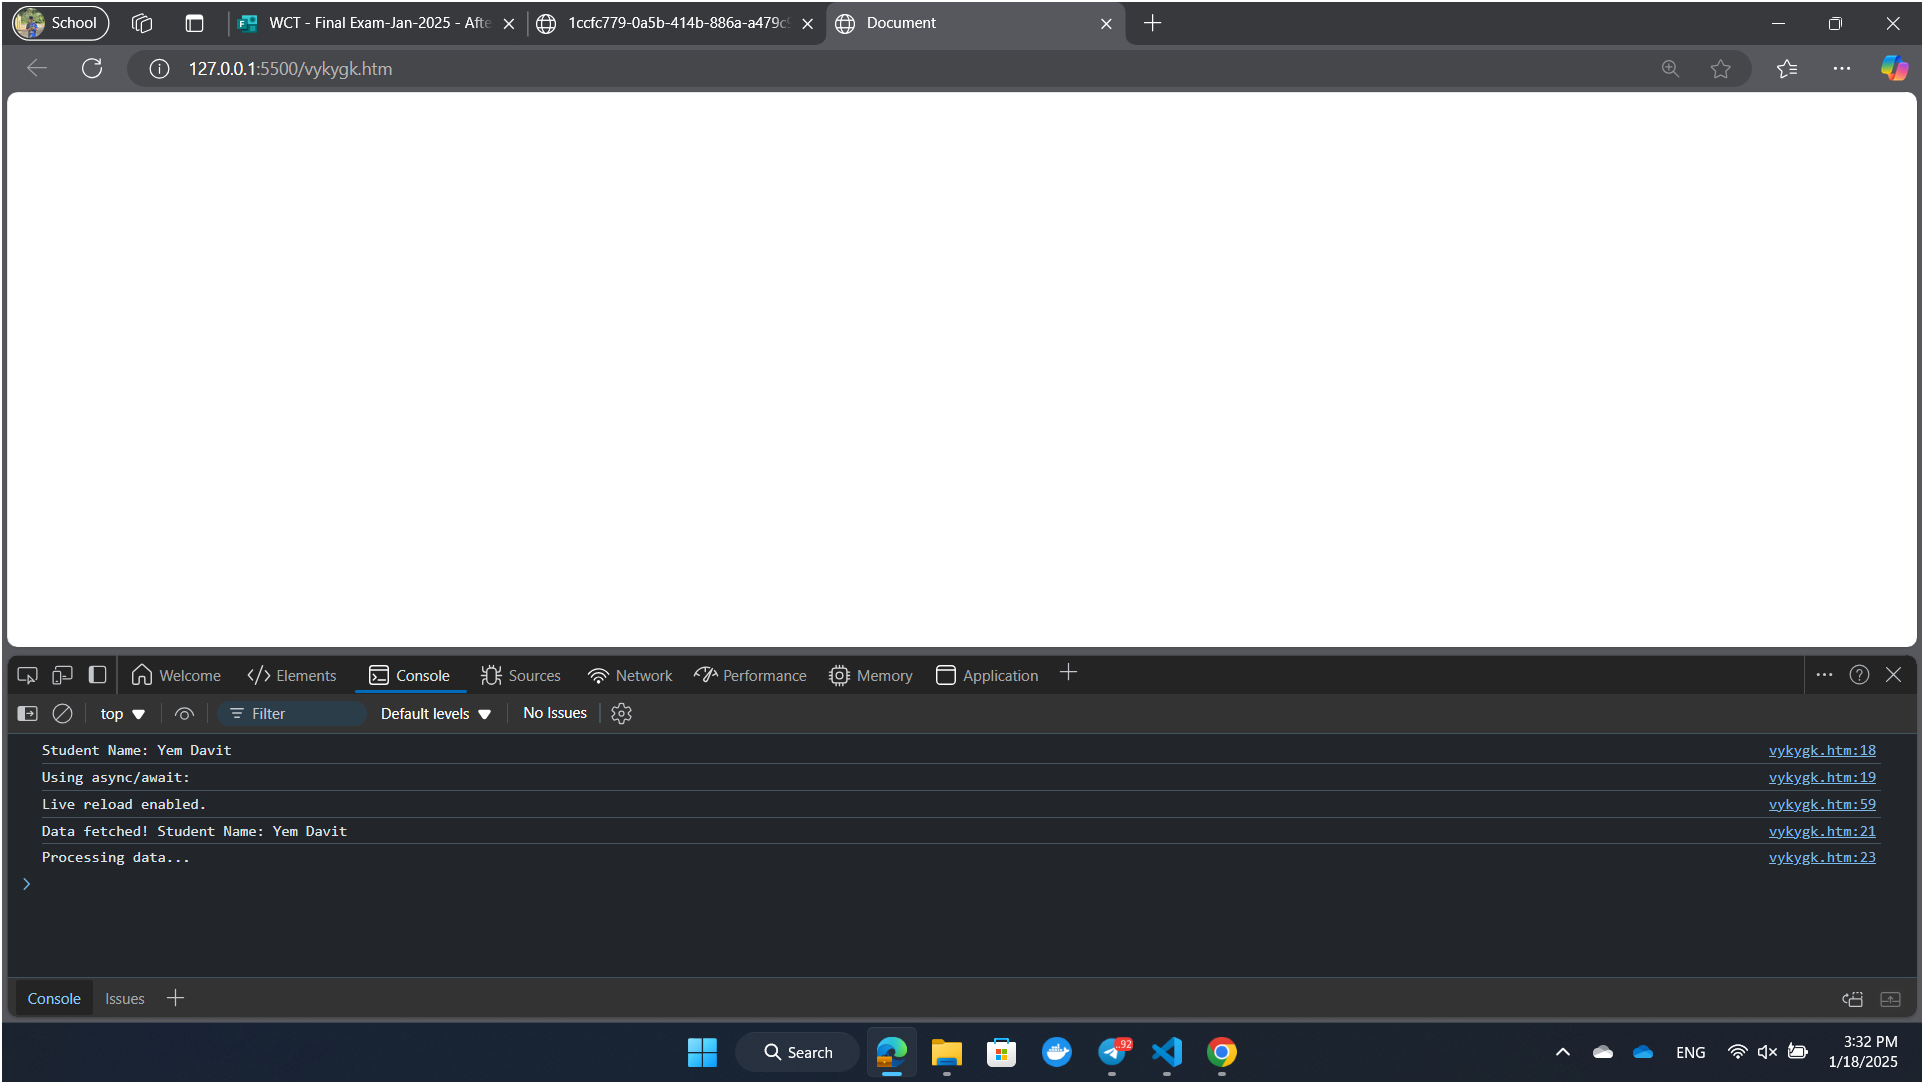 School
WCT - Final Exam-Jan-2025 - Afte
1ccfc779-0a5b-414b-886a-a479c
Document
127.0.0.1:5500/vykygk.htm
Welcome
Elements
Console
Sources
Network
Performance
Memory
Application
top
Filter
Default levels
No Issues
Student Name: Yem Davit vykygk.htm:18
Using async/await: vykygk.htm:19
Live reload enabled. vykygk.htm:59
Data fetched! Student Name: Yem Davit vykygk.htm:21
Processing data... vykygk.htm:23
Console
Issues
Search
..92
ENG
3:32 PM
1/18/2025